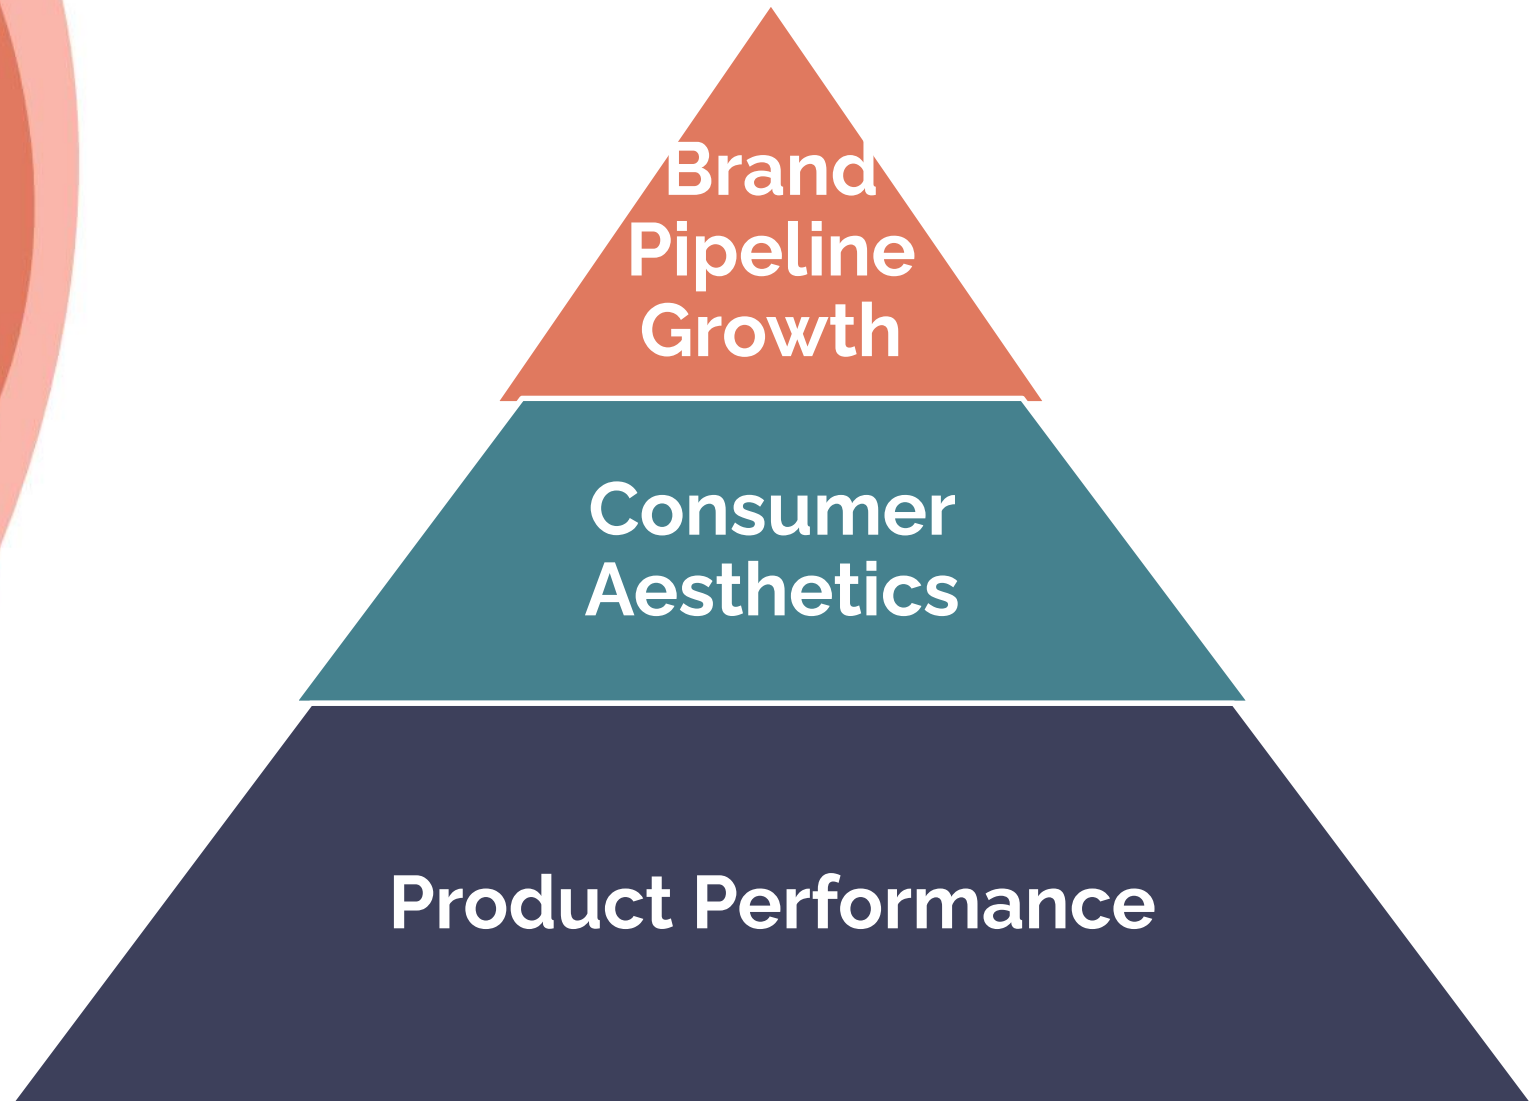 Brand
Pipeline
Growth
Consumer
Aesthetics
Product Performance